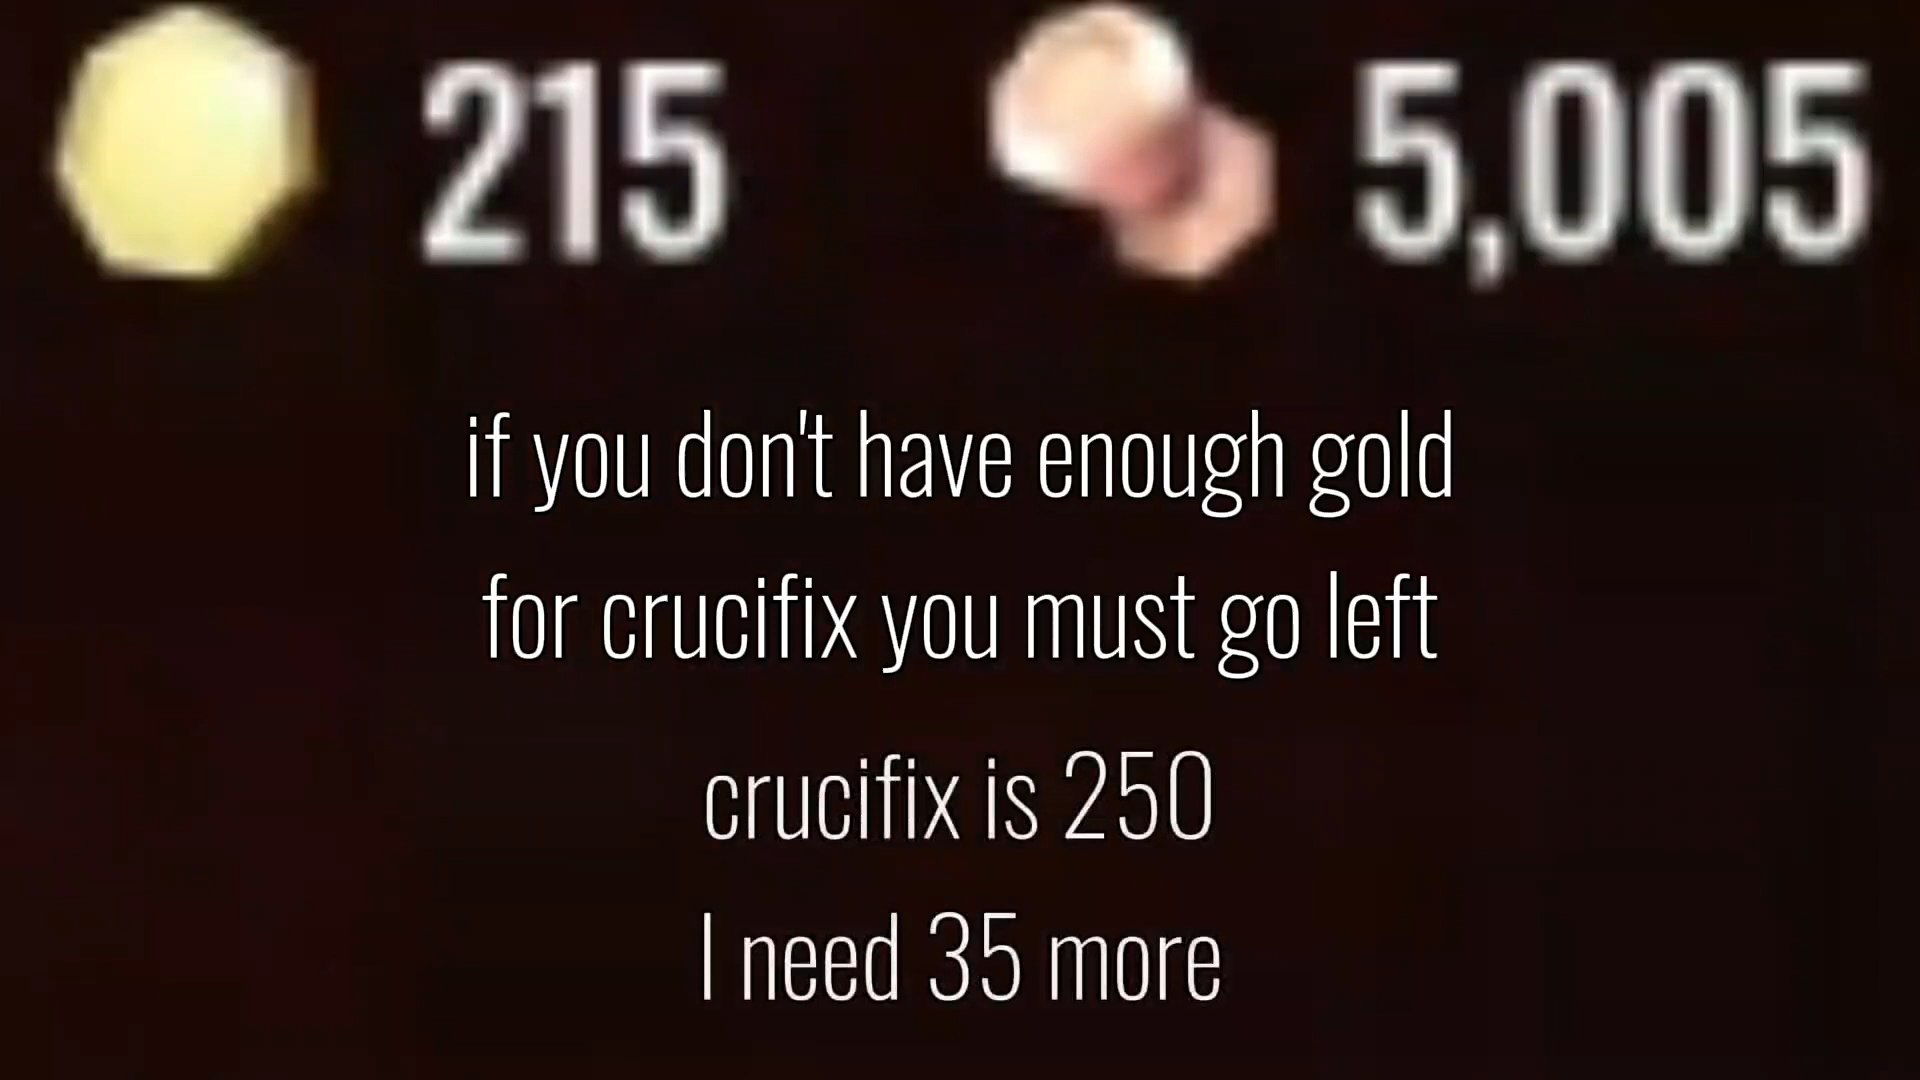 215 5,005
if you don't have enough gold
for crucifix you must go left
crucifix is 250
I need 35 more